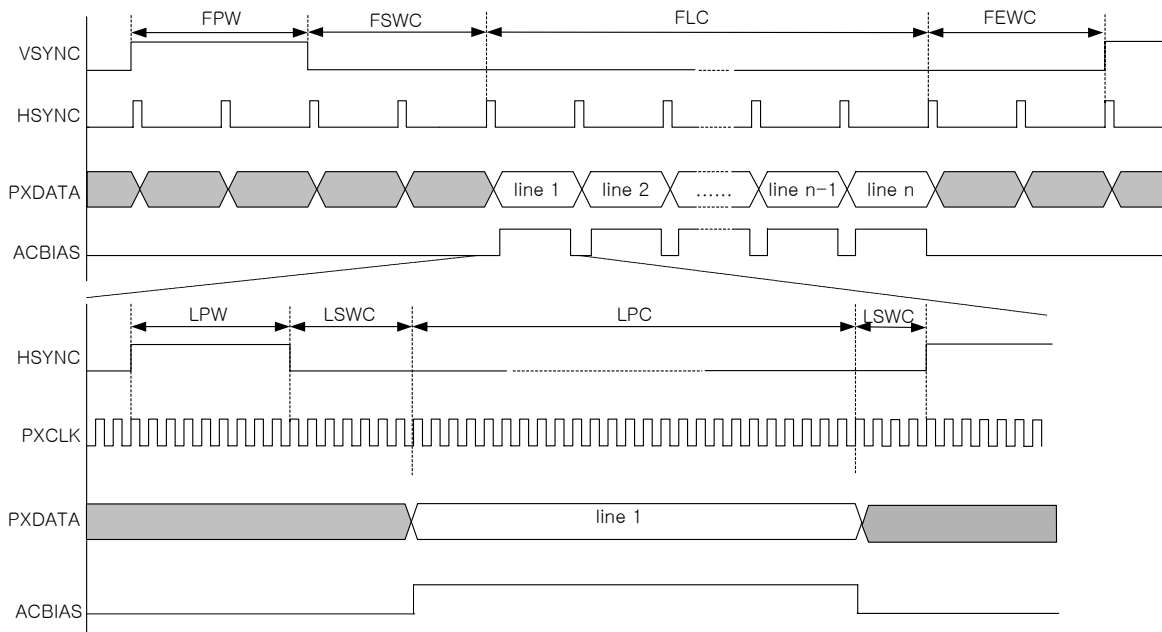 FPW FSWC FLC FEWC
VSYNC
HSYNC
PXDATA line 1 line 2 ...... line n-1 line n
ACBIAS
LPW LSWC LPC LSWC
HSYNC
PXCLK
PXDATA line 1
ACBIAS